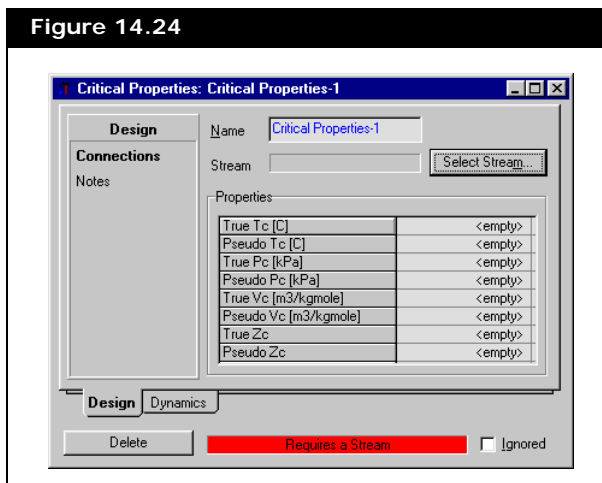 Figure 14.24
Critical Properties: Critical Properties-1
Design
Connections
Notes
Name Critical Properties-1
Stream Select Stream...
Properties
True Tc [C] <empty>
Pseudo Tc [C] <empty>
True Pc [kPa] <empty>
Pseudo Pc [kPa] <empty>
True Vc [m3/kgmole] <empty>
Pseudo Vc [m3/kgmole] <empty>
True Zc <empty>
Pseudo Zc <empty>
Design Dynamics
Delete Requires a Stream Ignored